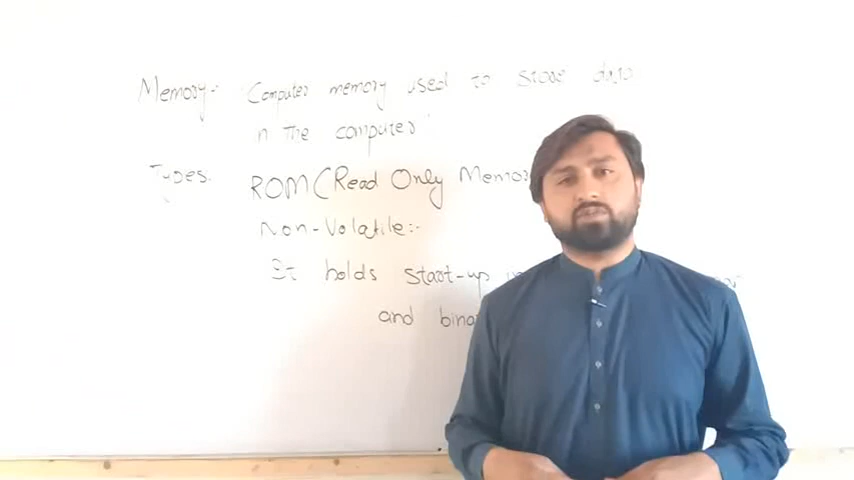 Memory:- Computer memory used to store data
in the computer
Types. ROM (Read Only Memor
Non-Volatile:-
It holds start-up
and bina